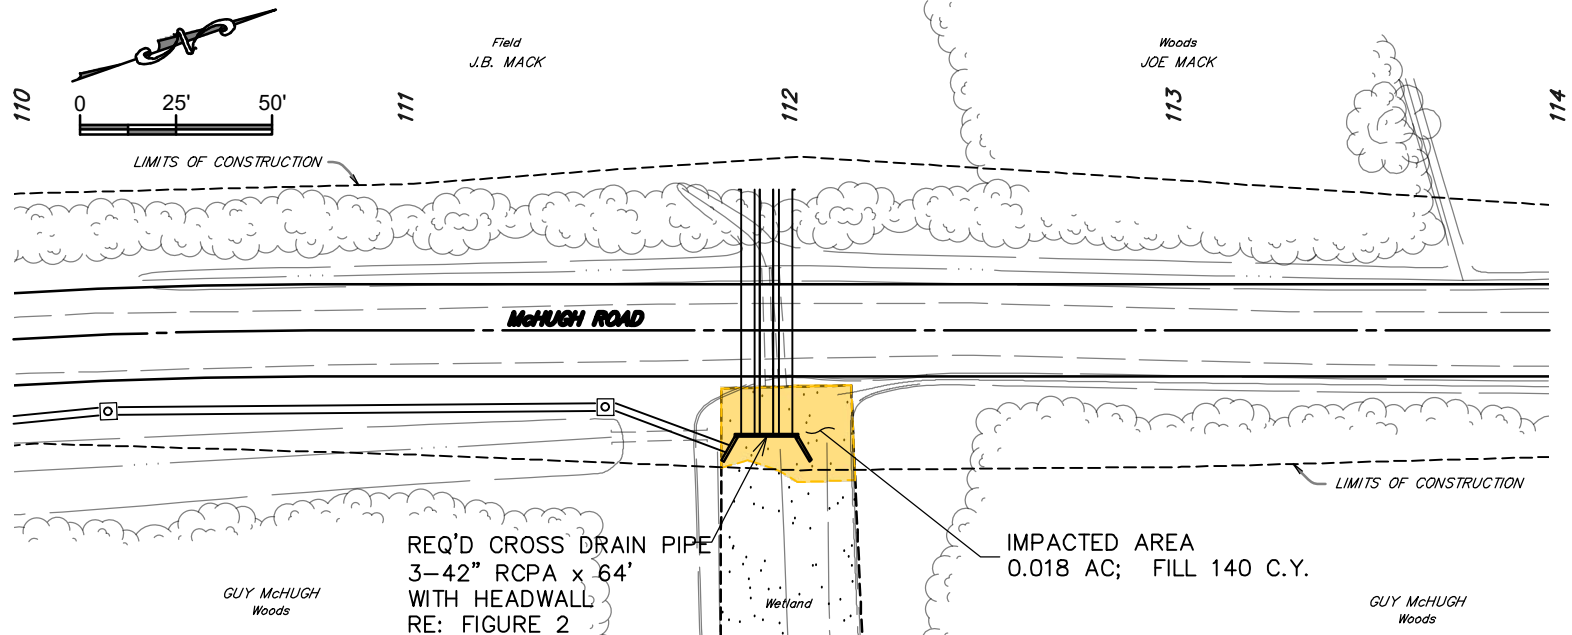 Field
J.B. MACK
Woods
JOE MACK
110
111
112
113
114
0 25' 50'
LIMITS OF CONSTRUCTION
McHUGH ROAD
LIMITS OF CONSTRUCTION
REQ'D CROSS DRAIN PIPE
3-42" RCPA x 64'
WITH HEADWALL
RE: FIGURE 2
IMPACTED AREA
0.018 AC; FILL 140 C.Y.
GUY McHUGH
Woods
Wetland
GUY McHUGH
Woods